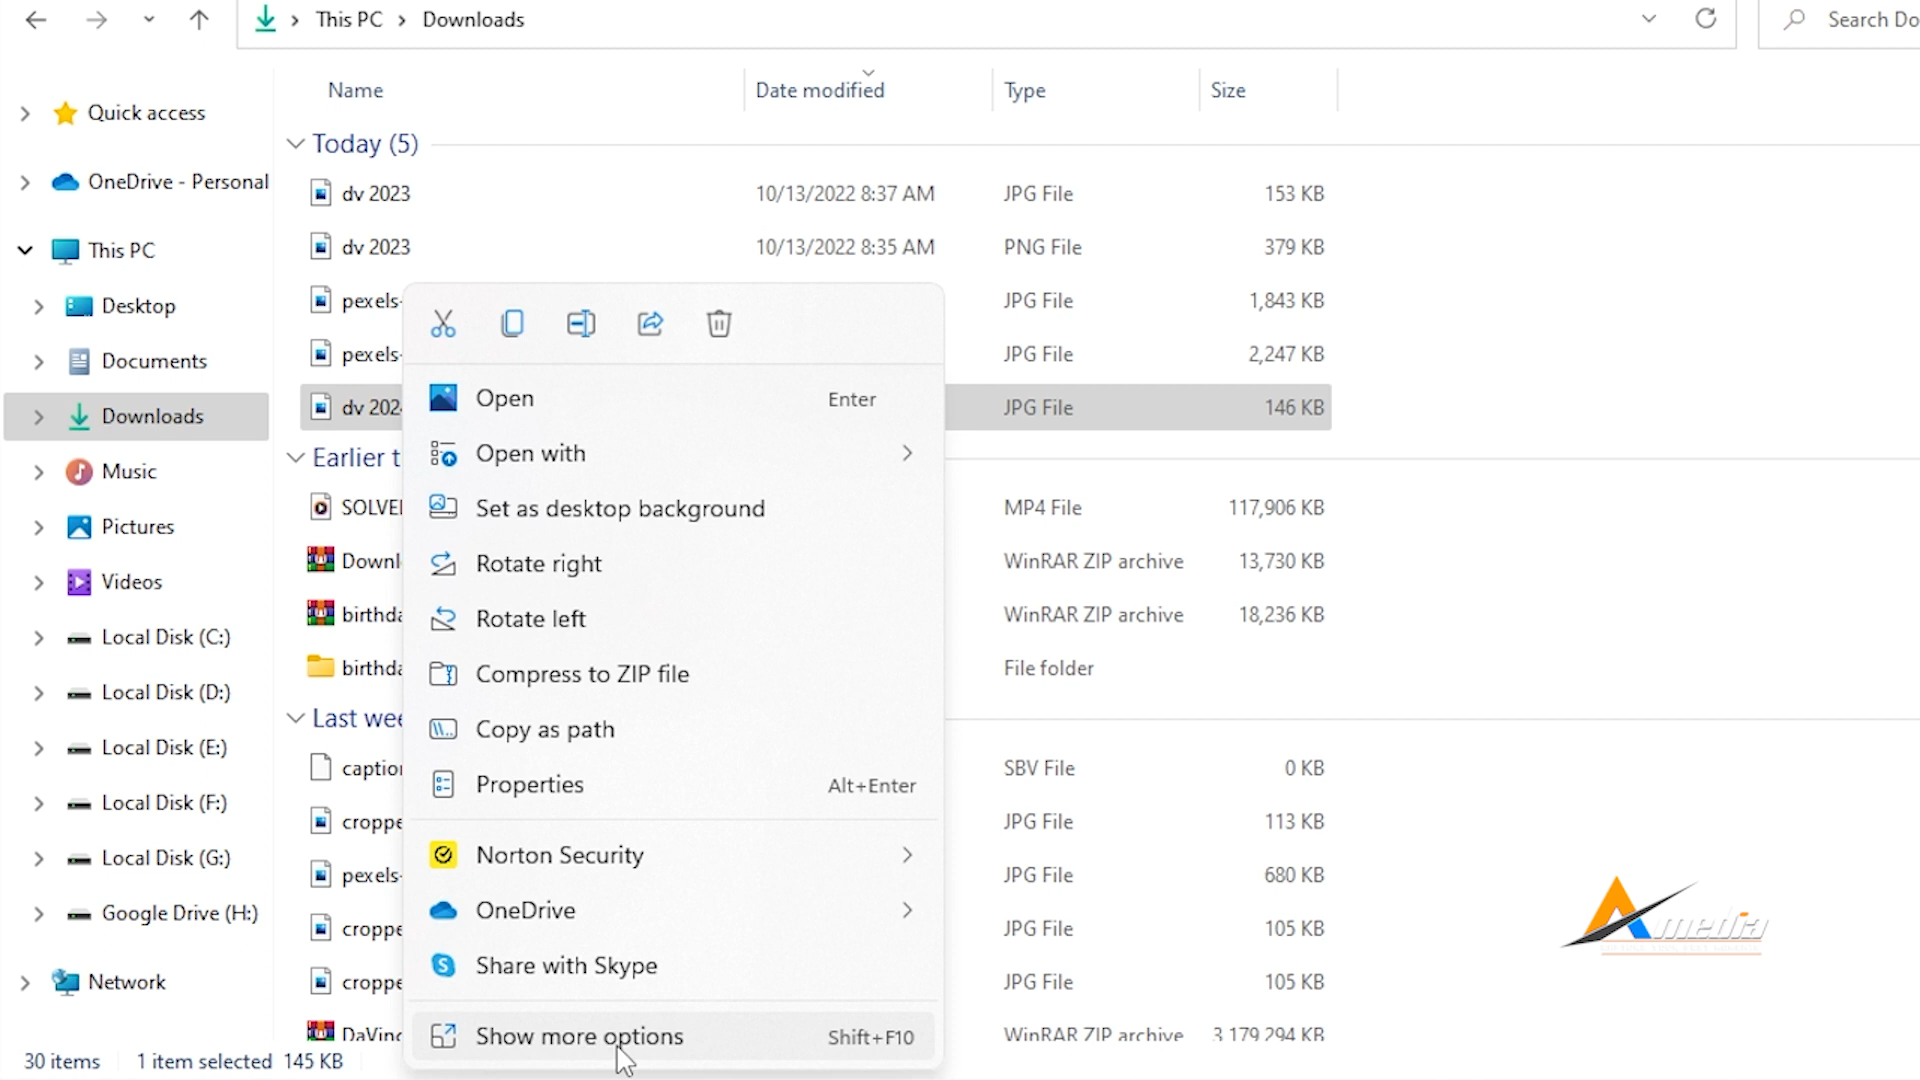 This PC > Downloads
Search Do
Name Date modified Type Size
Quick access
OneDrive - Personal
This PC
Desktop
Documents
Downloads
Music
Pictures
Videos
Local Disk (C:)
Local Disk (D:)
Local Disk (E:)
Local Disk (F:)
Local Disk (G:)
Google Drive (H:)
Network
Today (5)
dv 2023 10/13/2022 8:37 AM JPG File 153 KB
dv 2023 10/13/2022 8:35 AM PNG File 379 KB
pexels- JPG File 1,843 KB
pexels- JPG File 2,247 KB
dv 202 JPG File 146 KB
Earlier t
SOLVE MP4 File 117,906 KB
Downl WinRAR ZIP archive 13,730 KB
birthda WinRAR ZIP archive 18,236 KB
birthda File folder
Last wee
caption SBV File 0 KB
croppe JPG File 113 KB
pexels- JPG File 680 KB
croppe JPG File 105 KB
croppe JPG File 105 KB
DaVinc WinRAR ZIP archive 3,179,294 KB
Open Enter
Open with
Set as desktop background
Rotate right
Rotate left
Compress to ZIP file
Copy as path
Properties Alt+Enter
Norton Security
OneDrive
Share with Skype
Show more options Shift+F10
30 items 1 item selected 145 KB
A media